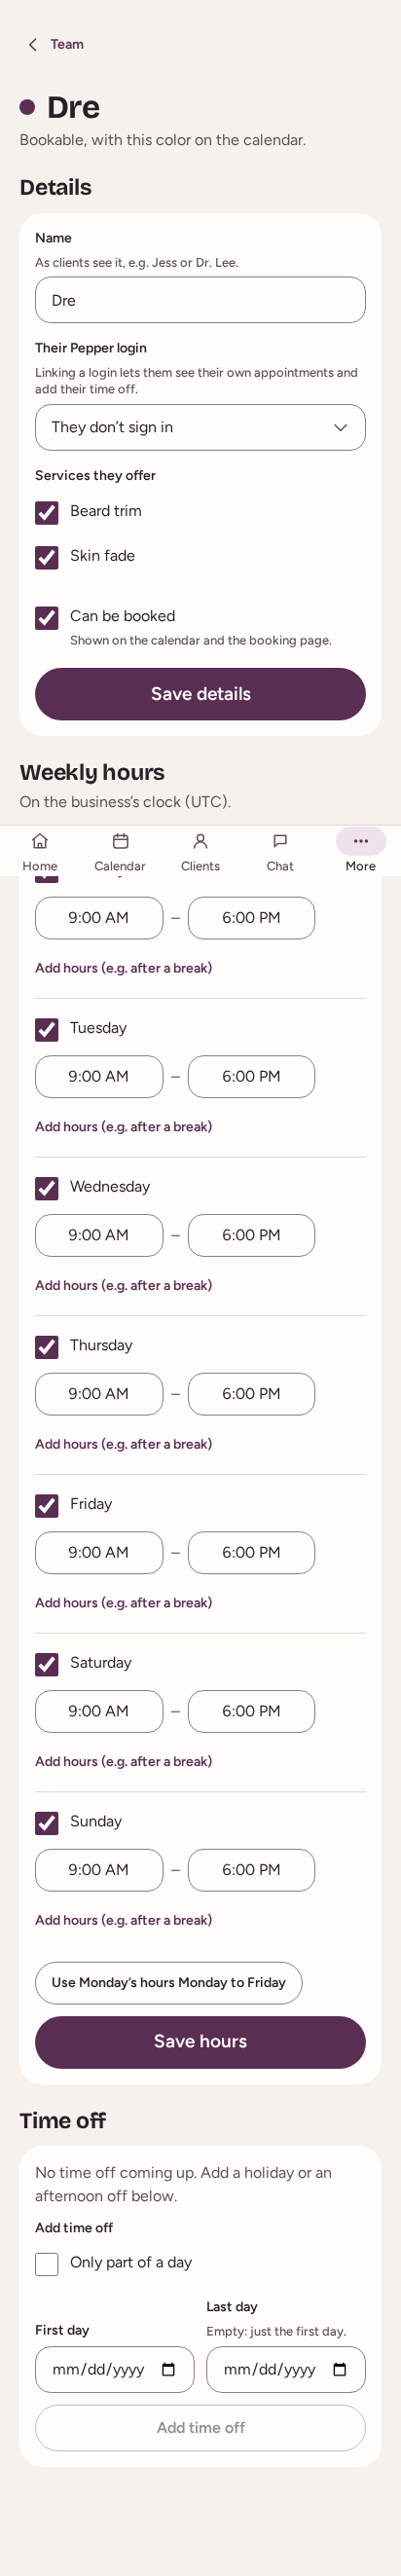 Team
Dre
Bookable, with this color on the calendar.
Details
Name
As clients see it, e.g. Jess or Dr. Lee.
Dre
Their Pepper login
Linking a login lets them see their own appointments and
add their time off.
They don’t sign in
Services they offer
Beard trim
Skin fade
Can be booked
Shown on the calendar and the booking page.
Save details
Weekly hours
On the business’s clock (UTC).
Home Calendar Clients Chat More
9:00 AM – 6:00 PM
Add hours (e.g. after a break)
Tuesday
9:00 AM – 6:00 PM
Add hours (e.g. after a break)
Wednesday
9:00 AM – 6:00 PM
Add hours (e.g. after a break)
Thursday
9:00 AM – 6:00 PM
Add hours (e.g. after a break)
Friday
9:00 AM – 6:00 PM
Add hours (e.g. after a break)
Saturday
9:00 AM – 6:00 PM
Add hours (e.g. after a break)
Sunday
9:00 AM – 6:00 PM
Add hours (e.g. after a break)
Use Monday’s hours Monday to Friday
Save hours
Time off
No time off coming up. Add a holiday or an
afternoon off below.
Add time off
Only part of a day
First day
mm/dd/yyyy
Last day
Empty: just the first day.
mm/dd/yyyy
Add time off